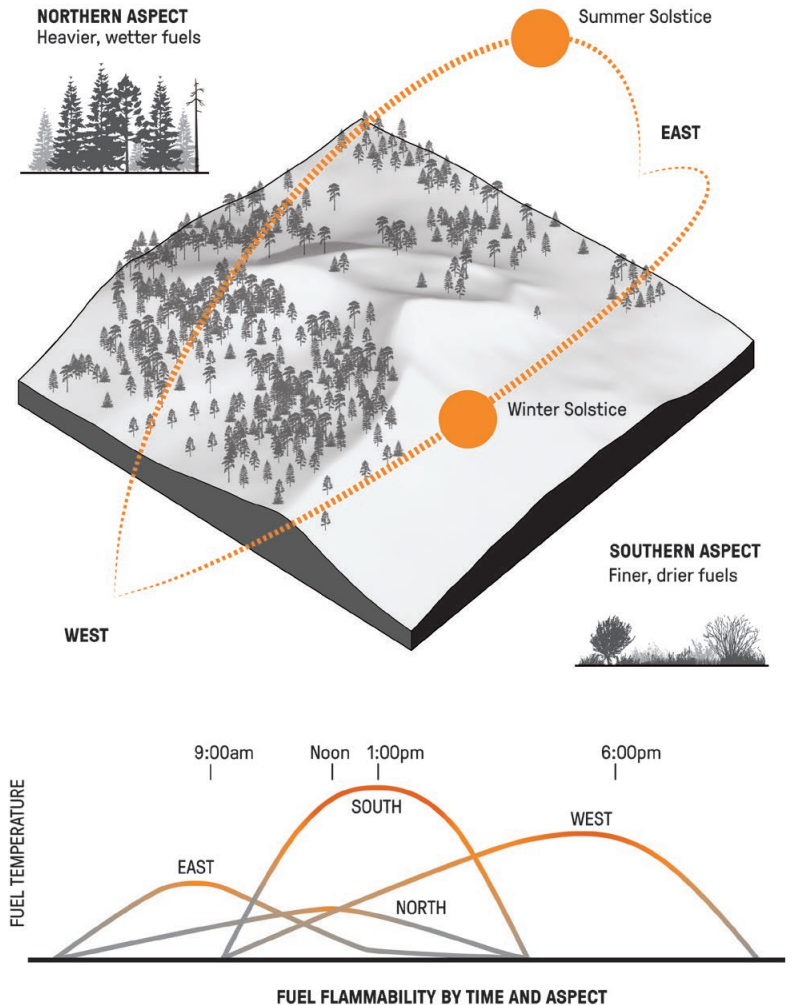 NORTHERN ASPECT
Heavier, wetter fuels
Summer Solstice
EAST
Winter Solstice
SOUTHERN ASPECT
Finer, drier fuels
WEST
9:00am
Noon
1:00pm
6:00pm
FUEL TEMPERATURE
SOUTH
WEST
EAST
NORTH
FUEL FLAMMABILITY BY TIME AND ASPECT